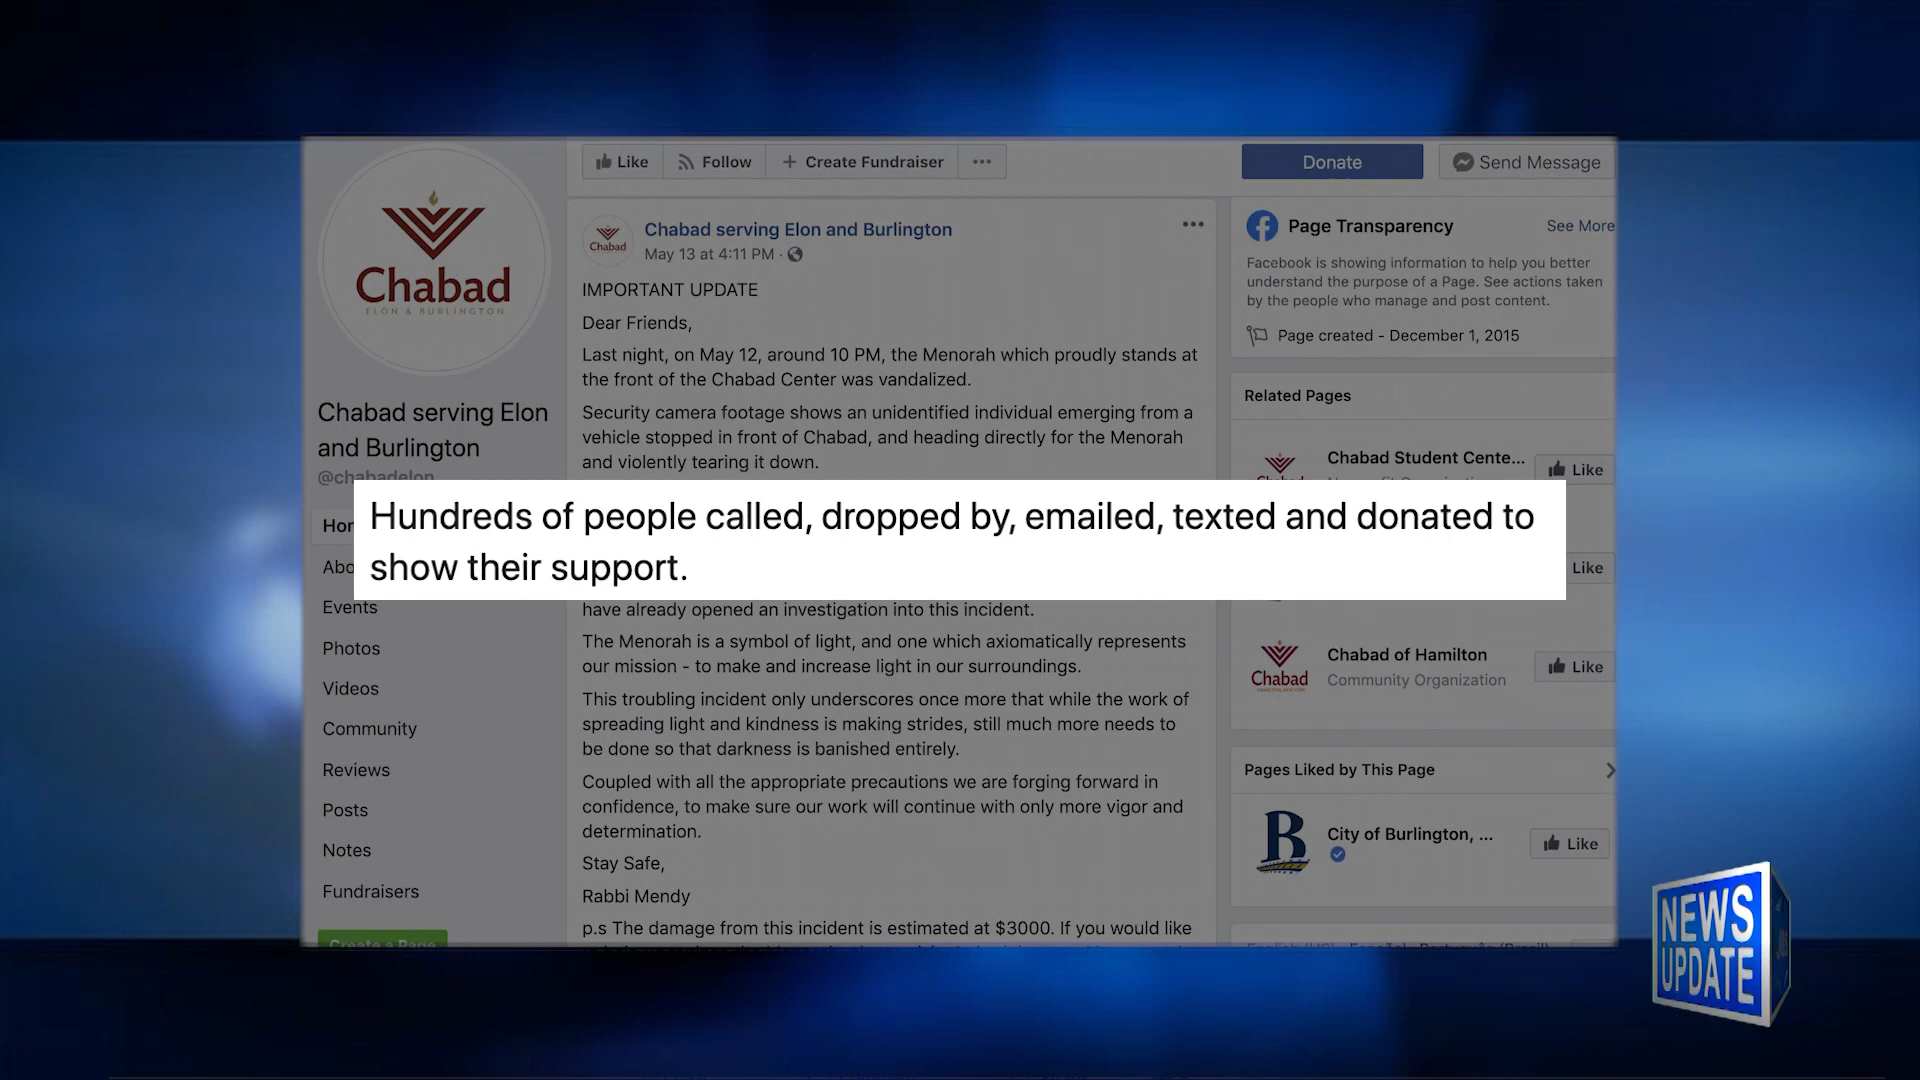 Like
Follow
+ Create Fundraiser
Donate
Send Message
Chabad
ELON & BURLINGTON
Chabad serving Elon
and Burlington
@chabadelon
Hor
Abo
Events
Photos
Videos
Community
Reviews
Posts
Notes
Fundraisers
Create a Page
Chabad
Chabad serving Elon and Burlington
May 13 at 4:11 PM ·
IMPORTANT UPDATE
Dear Friends,
Last night, on May 12, around 10 PM, the Menorah which proudly stands at
the front of the Chabad Center was vandalized.
Security camera footage shows an unidentified individual emerging from a
vehicle stopped in front of Chabad, and heading directly for the Menorah
and violently tearing it down.
Hundreds of people called, dropped by, emailed, texted and donated to
show their support.
have already opened an investigation into this incident.
The Menorah is a symbol of light, and one which axiomatically represents
our mission - to make and increase light in our surroundings.
This troubling incident only underscores once more that while the work of
spreading light and kindness is making strides, still much more needs to
be done so that darkness is banished entirely.
Coupled with all the appropriate precautions we are forging forward in
confidence, to make sure our work will continue with only more vigor and
determination.
Stay Safe,
Rabbi Mendy
p.s The damage from this incident is estimated at $3000. If you would like
Page Transparency
See More
Facebook is showing information to help you better
understand the purpose of a Page. See actions taken
by the people who manage and post content.
Page created - December 1, 2015
Related Pages
Chabad Student Cente...
Like
Like
Chabad
Chabad of Hamilton
Community Organization
Like
Pages Liked by This Page
B
City of Burlington, ...
Like
English (US) · Español · Português (Brasil) ·
NEWS
UPDATE